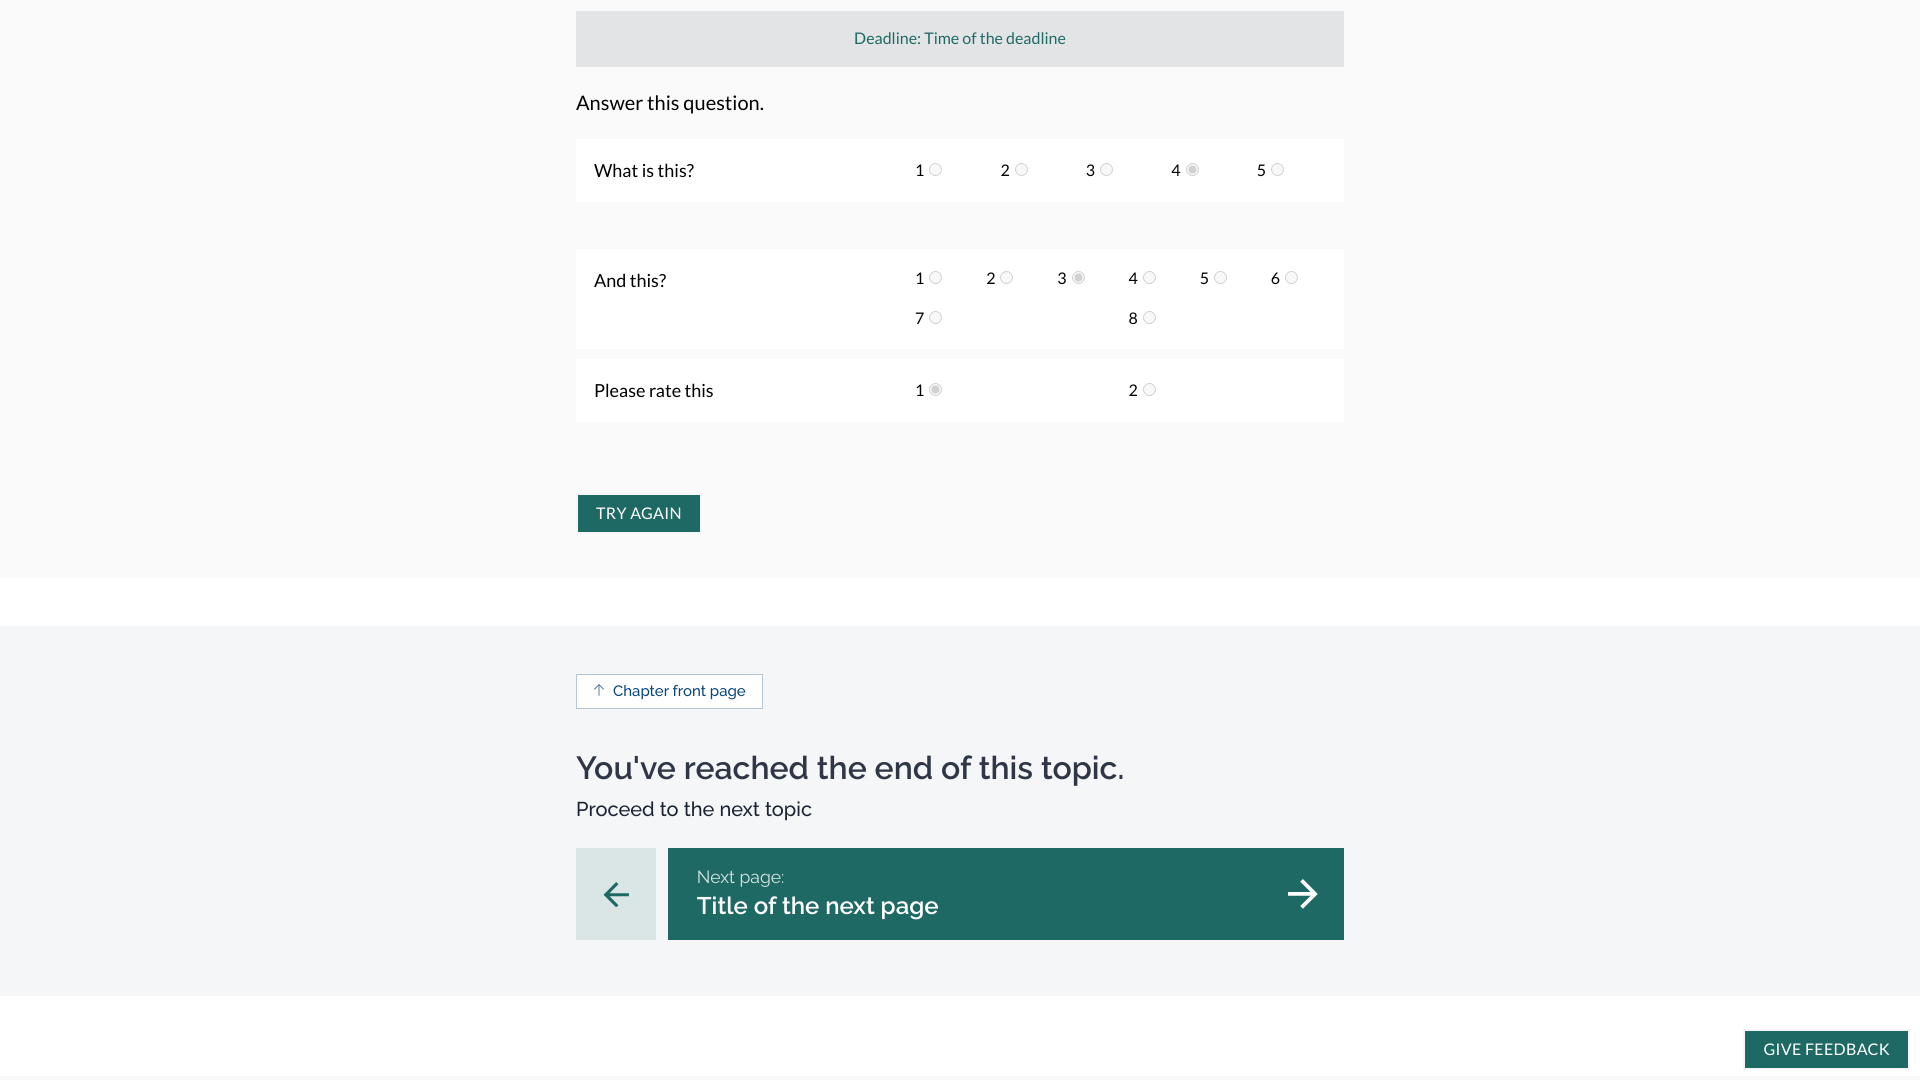 Deadline: Time of the deadline
Answer this question.
What is this? 1 2 3 4 5
And this? 1 2 3 4 5 6
7 8
Please rate this 1 2
TRY AGAIN
Chapter front page
You've reached the end of this topic.
Proceed to the next topic
Next page:
Title of the next page
GIVE FEEDBACK